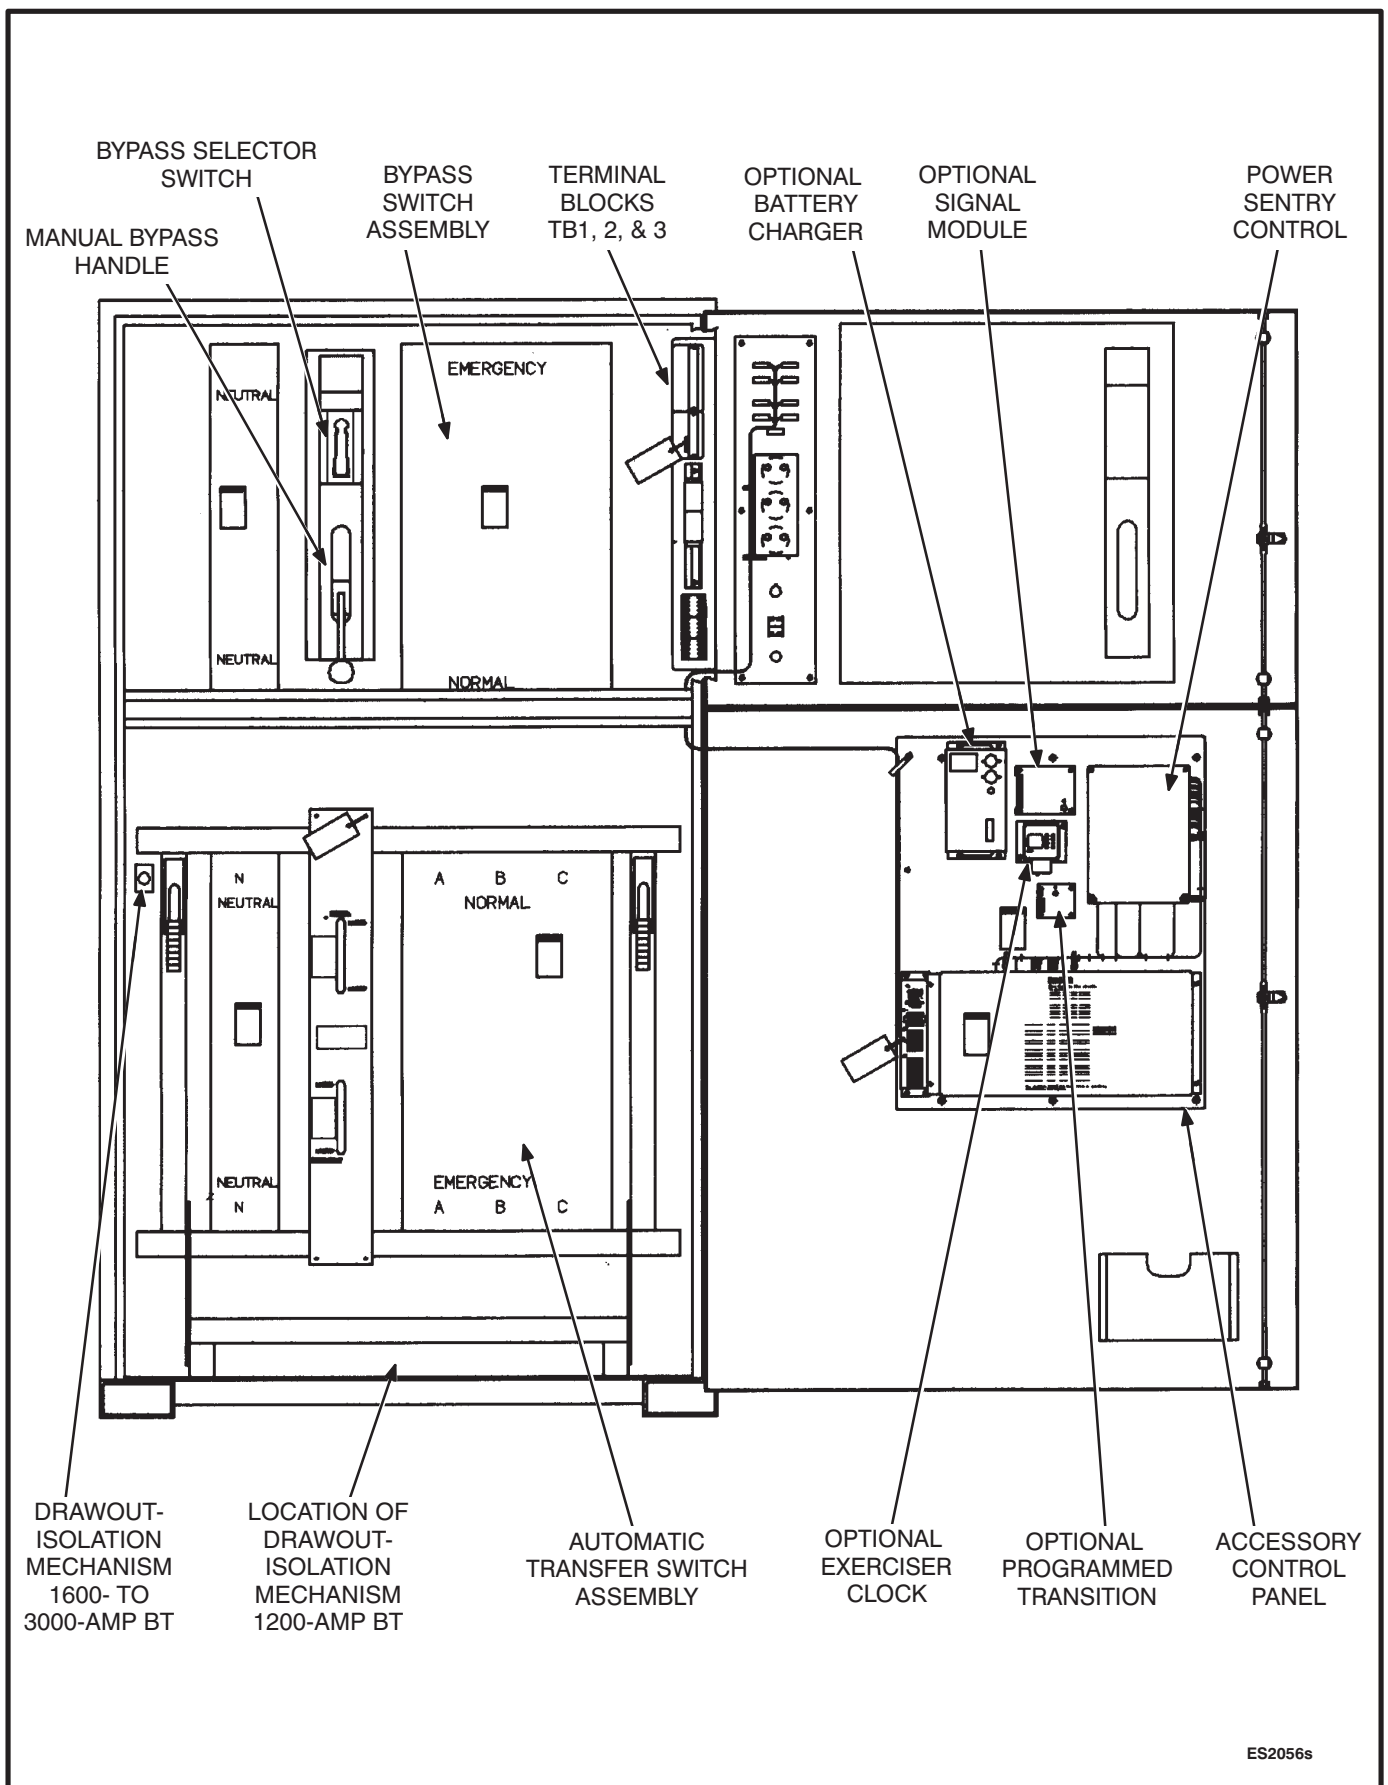 BYPASS SELECTOR
SWITCH
MANUAL BYPASS
HANDLE
BYPASS
SWITCH
ASSEMBLY
TERMINAL
BLOCKS
TB1, 2, & 3
OPTIONAL
BATTERY
CHARGER
OPTIONAL
SIGNAL
MODULE
POWER
SENTRY
CONTROL
NEUTRAL
EMERGENCY
NEUTRAL
NORMAL
N
NEUTRAL
A B C
NORMAL
NEUTRAL
N
EMERGENCY
A B C
DRAWOUT-
ISOLATION
MECHANISM
1600- TO
3000-AMP BT
LOCATION OF
DRAWOUT-
ISOLATION
MECHANISM
1200-AMP BT
AUTOMATIC
TRANSFER SWITCH
ASSEMBLY
OPTIONAL
EXERCISER
CLOCK
OPTIONAL
PROGRAMMED
TRANSITION
ACCESSORY
CONTROL
PANEL
ES2056s